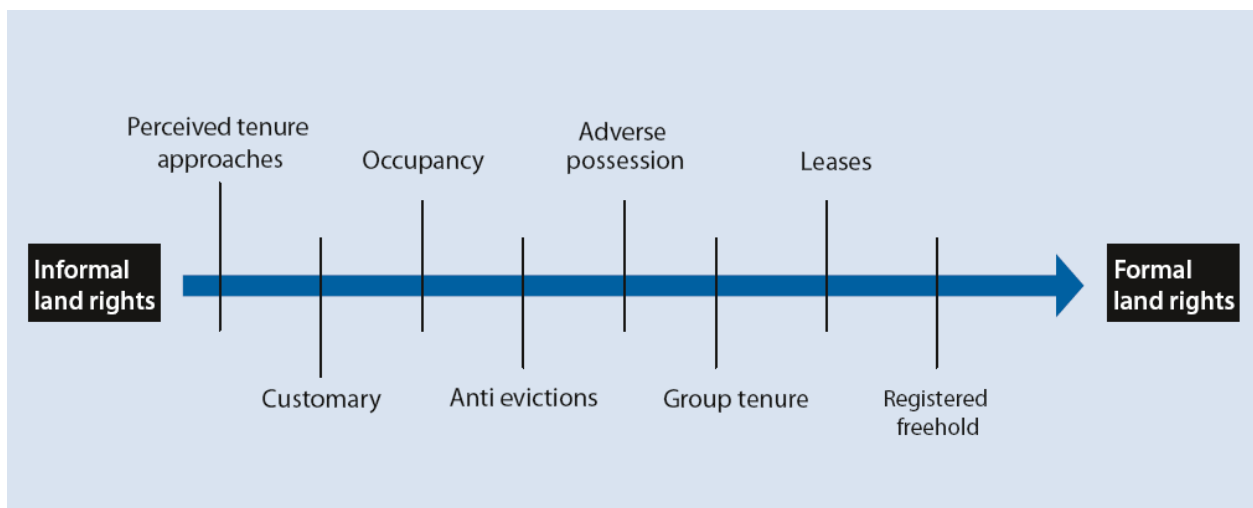 Perceived tenure
approaches
Occupancy
Adverse
possession
Leases
Informal
land rights
Formal
land rights
Customary
Anti evictions
Group tenure
Registered
freehold